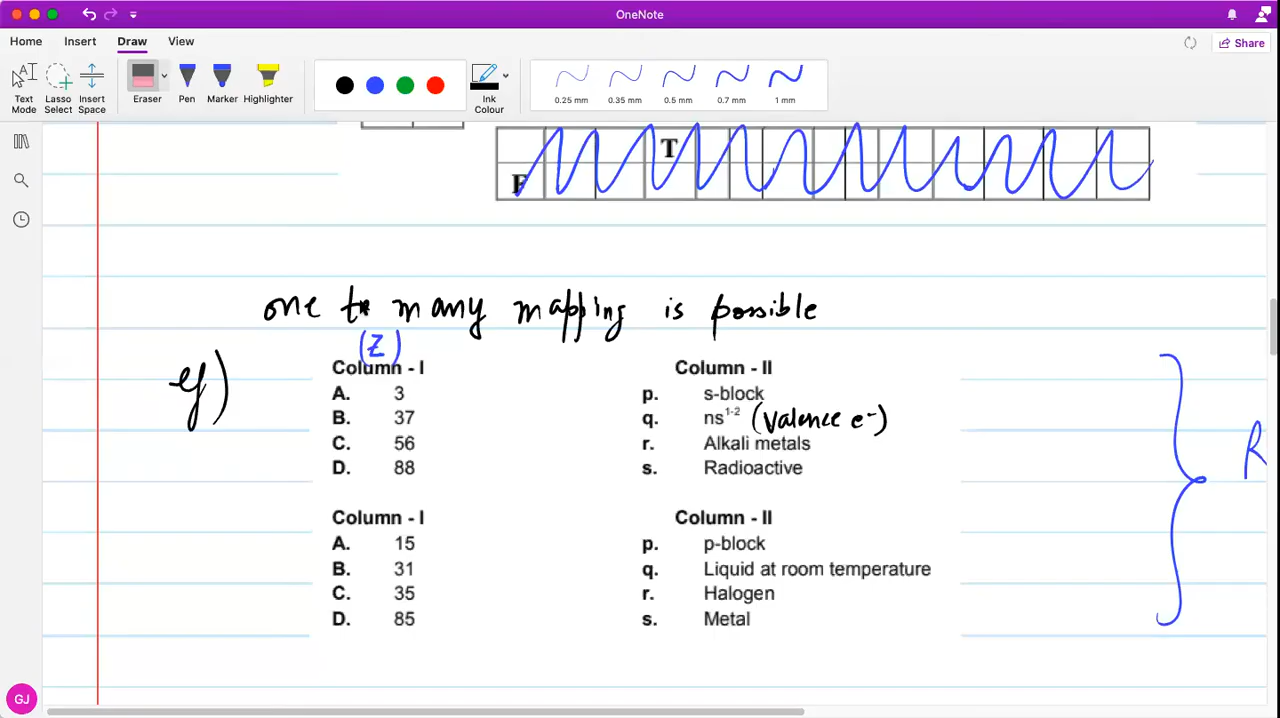 OneNote
Home Insert Draw View
Share
Text Mode
Lasso Select
Insert Space
Eraser
Pen
Marker
Highlighter
Ink Colour
0.25 mm 0.35 mm 0.5 mm 0.7 mm 1 mm
T
F
one to many mapping is possible
(Z)
eg)
Column - I Column - II
A. 3 p. s-block
B. 37 q. ns¹⁻² (Valence e⁻)
C. 56 r. Alkali metals
D. 88 s. Radioactive
R
Column - I Column - II
A. 15 p. p-block
B. 31 q. Liquid at room temperature
C. 35 r. Halogen
D. 85 s. Metal
GJ